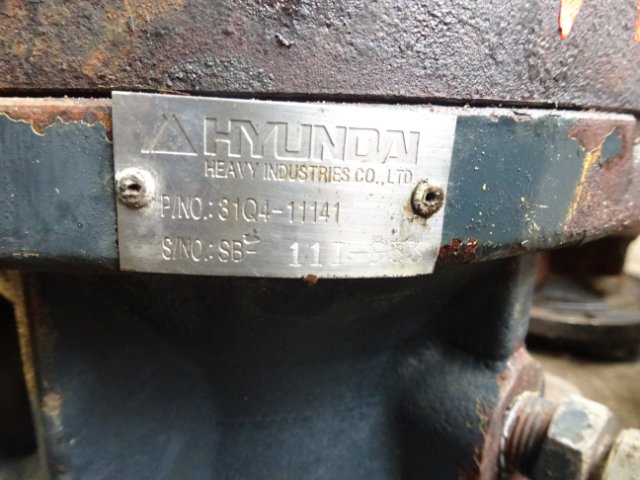 HYUNDAI
HEAVY INDUSTRIES CO., LTD
P/NO.: 31Q4-11141
S/NO.: SB-